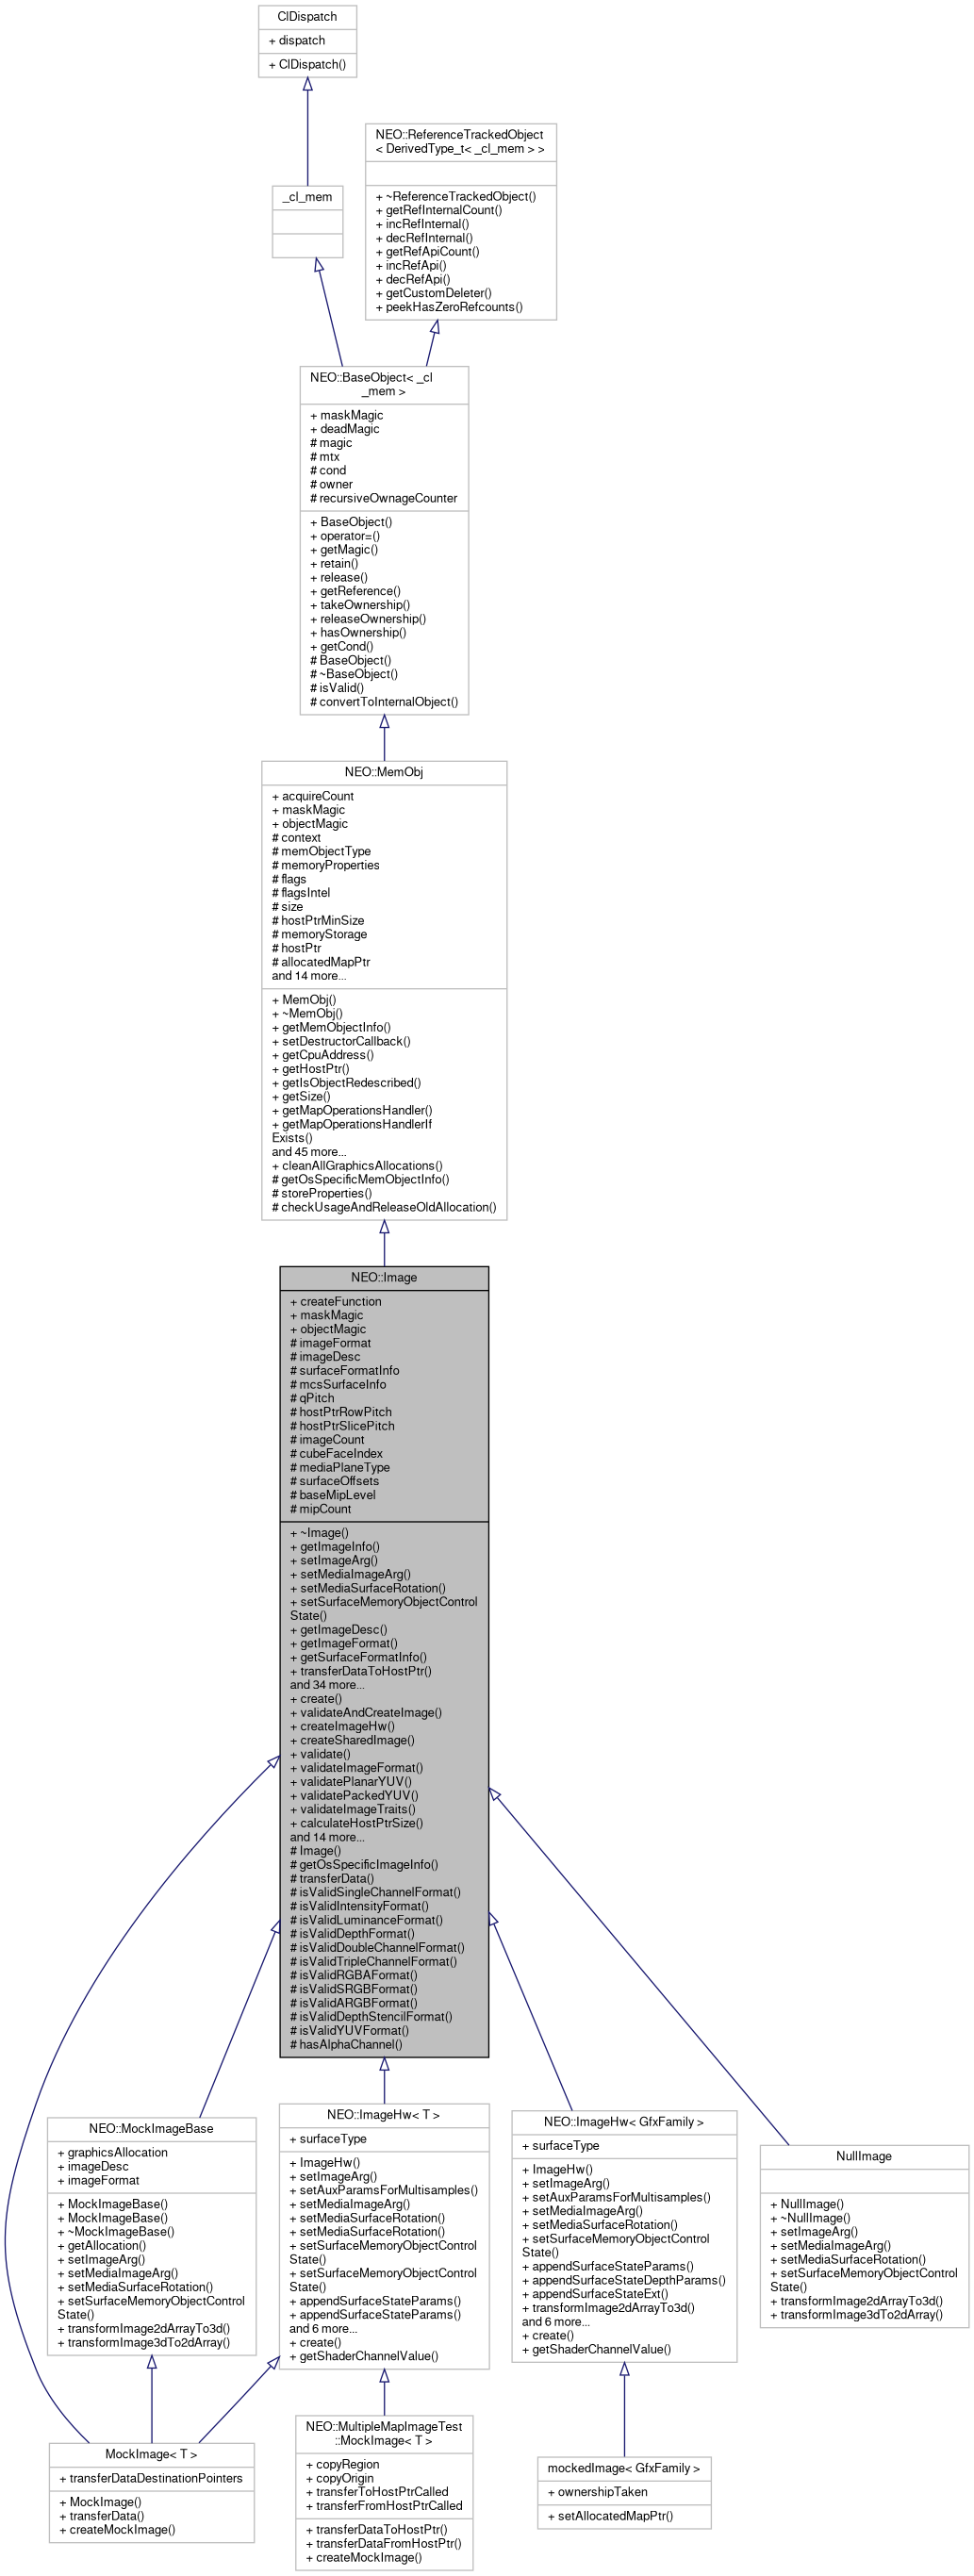 ClDispatch
+ dispatch
+ ClDispatch()
NEO::ReferenceTrackedObject
< DerivedType_t< _cl_mem > >
+ ~ReferenceTrackedObject()
+ getRefInternalCount()
+ incRefInternal()
+ decRefInternal()
+ getRefApiCount()
+ incRefApi()
+ decRefApi()
+ getCustomDeleter()
+ peekHasZeroRefcounts()
_cl_mem
NEO::BaseObject< _cl
_mem >
+ maskMagic
+ deadMagic
# magic
# mtx
# cond
# owner
# recursiveOwnageCounter
+ BaseObject()
+ operator=()
+ getMagic()
+ retain()
+ release()
+ getReference()
+ takeOwnership()
+ releaseOwnership()
+ hasOwnership()
+ getCond()
# BaseObject()
# ~BaseObject()
# isValid()
# convertToInternalObject()
NEO::MemObj
+ acquireCount
+ maskMagic
+ objectMagic
# context
# memObjectType
# memoryProperties
# flags
# flagsIntel
# size
# hostPtrMinSize
# memoryStorage
# hostPtr
# allocatedMapPtr
and 14 more...
+ MemObj()
+ ~MemObj()
+ getMemObjectInfo()
+ setDestructorCallback()
+ getCpuAddress()
+ getHostPtr()
+ getIsObjectRedescribed()
+ getSize()
+ getMapOperationsHandler()
+ getMapOperationsHandlerIf
Exists()
and 45 more...
+ cleanAllGraphicsAllocations()
# getOsSpecificMemObjectInfo()
# storeProperties()
# checkUsageAndReleaseOldAllocation()
NEO::Image
+ createFunction
+ maskMagic
+ objectMagic
# imageFormat
# imageDesc
# surfaceFormatInfo
# mcsSurfaceInfo
# qPitch
# hostPtrRowPitch
# hostPtrSlicePitch
# imageCount
# cubeFaceIndex
# mediaPlaneType
# surfaceOffsets
# baseMipLevel
# mipCount
+ ~Image()
+ getImageInfo()
+ setImageArg()
+ setMediaImageArg()
+ setMediaSurfaceRotation()
+ setSurfaceMemoryObjectControl
State()
+ getImageDesc()
+ getImageFormat()
+ getSurfaceFormatInfo()
+ transferDataToHostPtr()
and 34 more...
+ create()
+ validateAndCreateImage()
+ createImageHw()
+ createSharedImage()
+ validate()
+ validateImageFormat()
+ validatePlanarYUV()
+ validatePackedYUV()
+ validateImageTraits()
+ calculateHostPtrSize()
and 14 more...
# Image()
# getOsSpecificImageInfo()
# transferData()
# isValidSingleChannelFormat()
# isValidIntensityFormat()
# isValidLuminanceFormat()
# isValidDepthFormat()
# isValidDoubleChannelFormat()
# isValidTripleChannelFormat()
# isValidRGBAFormat()
# isValidSRGBFormat()
# isValidARGBFormat()
# isValidDepthStencilFormat()
# isValidYUVFormat()
# hasAlphaChannel()
NEO::MockImageBase
+ graphicsAllocation
+ imageDesc
+ imageFormat
+ MockImageBase()
+ MockImageBase()
+ ~MockImageBase()
+ getAllocation()
+ setImageArg()
+ setMediaImageArg()
+ setMediaSurfaceRotation()
+ setSurfaceMemoryObjectControl
State()
+ transformImage2dArrayTo3d()
+ transformImage3dTo2dArray()
NEO::ImageHw< T >
+ surfaceType
+ ImageHw()
+ setImageArg()
+ setAuxParamsForMultisamples()
+ setMediaImageArg()
+ setMediaSurfaceRotation()
+ setMediaSurfaceRotation()
+ setSurfaceMemoryObjectControl
State()
+ setSurfaceMemoryObjectControl
State()
+ appendSurfaceStateParams()
+ appendSurfaceStateParams()
and 6 more...
+ create()
+ getShaderChannelValue()
NEO::ImageHw< GfxFamily >
+ surfaceType
+ ImageHw()
+ setImageArg()
+ setAuxParamsForMultisamples()
+ setMediaImageArg()
+ setMediaSurfaceRotation()
+ setSurfaceMemoryObjectControl
State()
+ appendSurfaceStateParams()
+ appendSurfaceStateDepthParams()
+ appendSurfaceStateExt()
+ transformImage2dArrayTo3d()
and 6 more...
+ create()
+ getShaderChannelValue()
NullImage
+ NullImage()
+ ~NullImage()
+ setImageArg()
+ setMediaImageArg()
+ setMediaSurfaceRotation()
+ setSurfaceMemoryObjectControl
State()
+ transformImage2dArrayTo3d()
+ transformImage3dTo2dArray()
MockImage< T >
+ transferDataDestinationPointers
+ MockImage()
+ transferData()
+ createMockImage()
NEO::MultipleMapImageTest
::MockImage< T >
+ copyRegion
+ copyOrigin
+ transferToHostPtrCalled
+ transferFromHostPtrCalled
+ transferDataToHostPtr()
+ transferDataFromHostPtr()
+ createMockImage()
mockedImage< GfxFamily >
+ ownershipTaken
+ setAllocatedMapPtr()